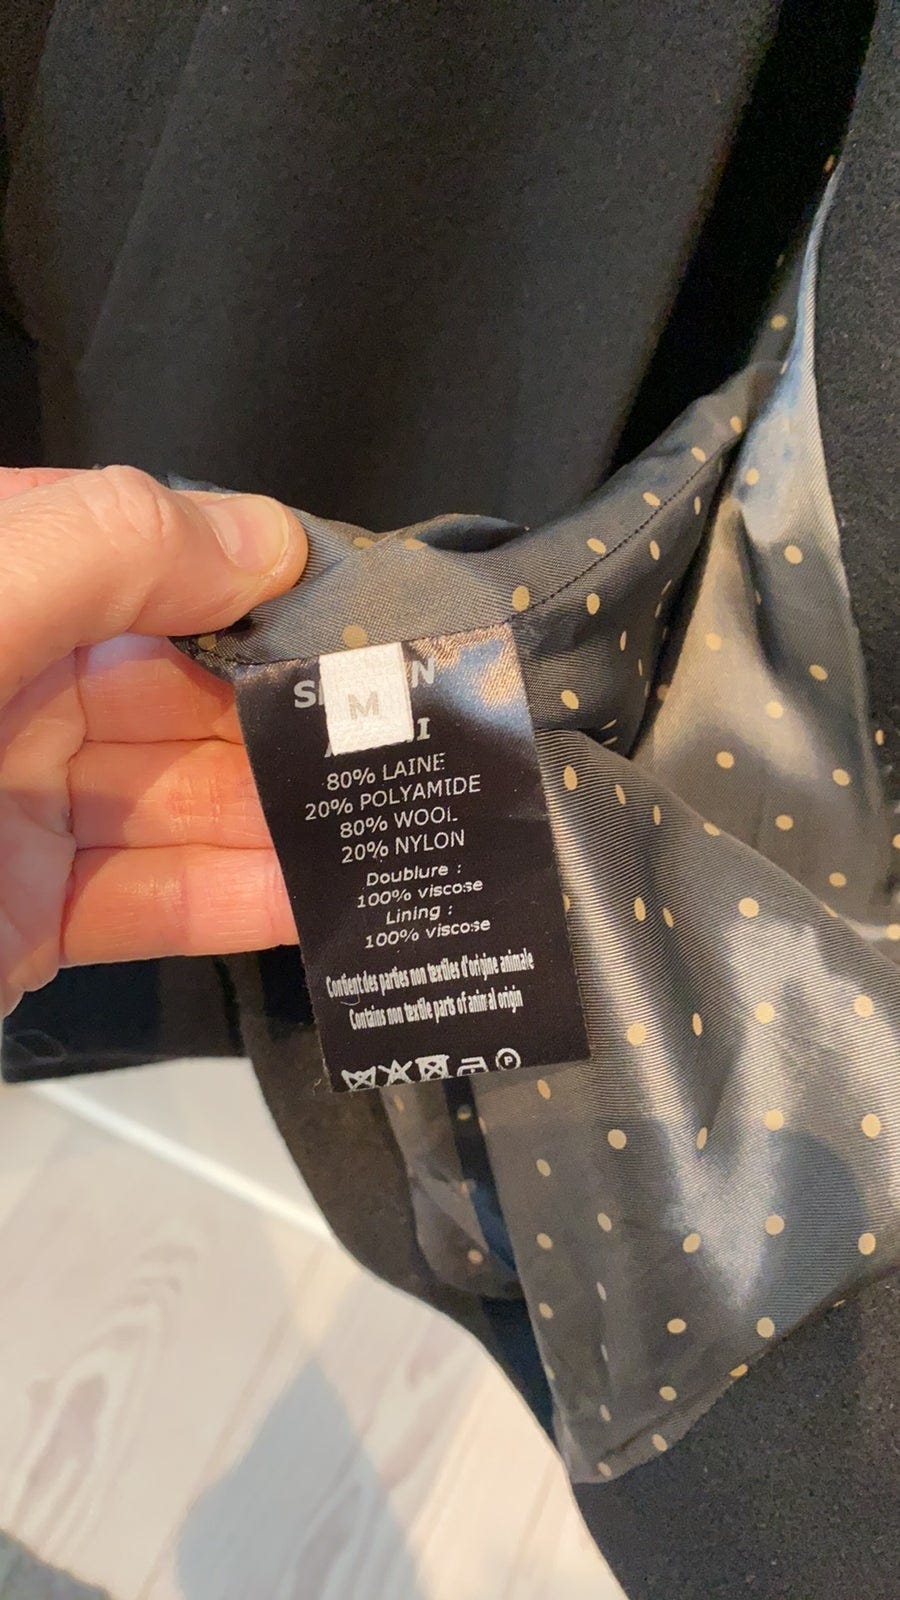 M
80% LAINE
20% POLYAMIDE
80% WOOL
20% NYLON
Doublure :
100% viscose
Lining :
100% viscose
Contient des parties non textiles d'origine animale
Contains non textile parts of animal origin
P